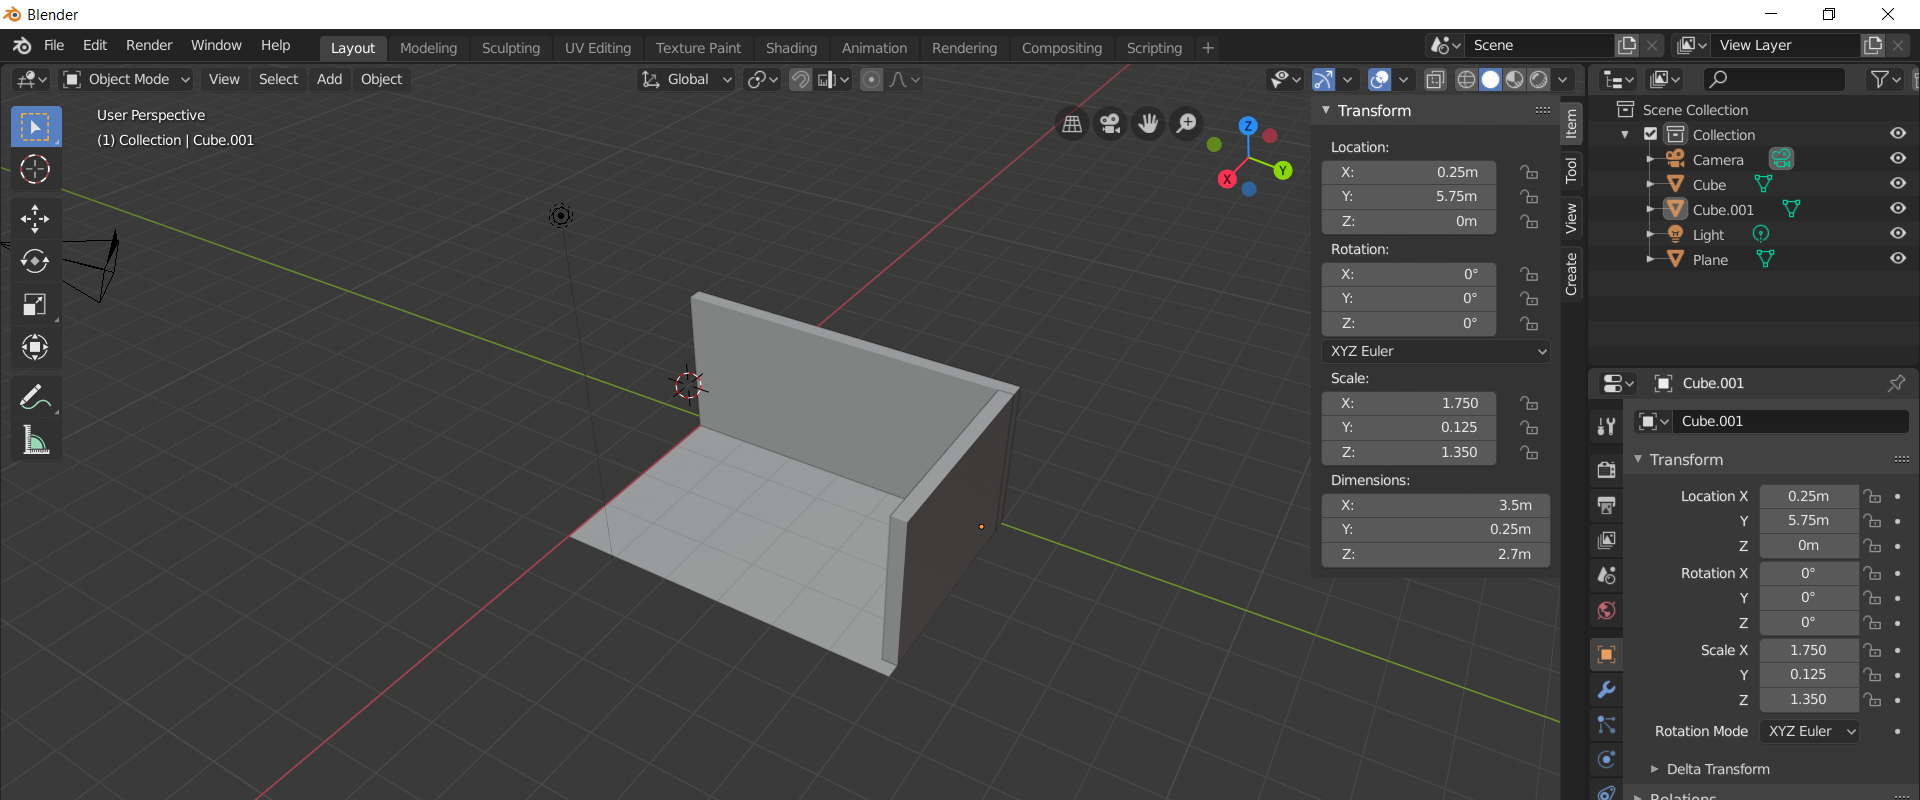 Blender
File Edit Render Window Help Layout Modeling Sculpting UV Editing Texture Paint Shading Animation Rendering Compositing Scripting + Scene View Layer
Object Mode View Select Add Object Global
User Perspective
(1) Collection | Cube.001
Z
Y
X
Transform
Location:
X: 0.25m
Y: 5.75m
Z: 0m
Rotation:
X: 0°
Y: 0°
Z: 0°
XYZ Euler
Scale:
X: 1.750
Y: 0.125
Z: 1.350
Dimensions:
X: 3.5m
Y: 0.25m
Z: 2.7m
Item
Tool
View
Create
Scene Collection
Collection
Camera
Cube
Cube.001
Light
Plane
Cube.001
Cube.001
Transform
Location X 0.25m
Y 5.75m
Z 0m
Rotation X 0°
Y 0°
Z 0°
Scale X 1.750
Y 0.125
Z 1.350
Rotation Mode XYZ Euler
Delta Transform
Relations